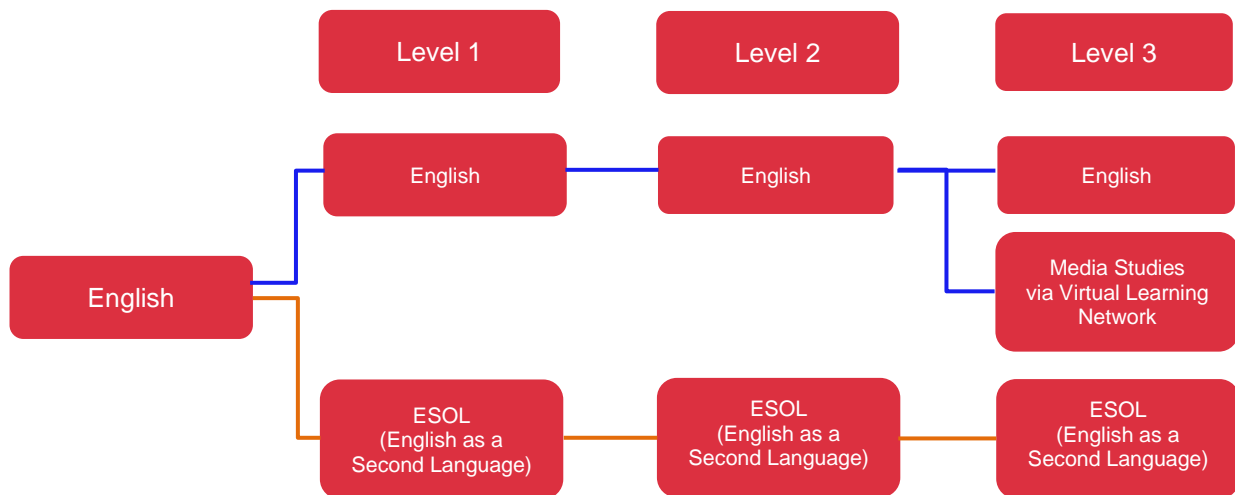 Level 1
Level 2
Level 3
English
English
English
English
Media Studies
via Virtual Learning
Network
ESOL
(English as a
Second Language)
ESOL
(English as a
Second Language)
ESOL
(English as a
Second Language)